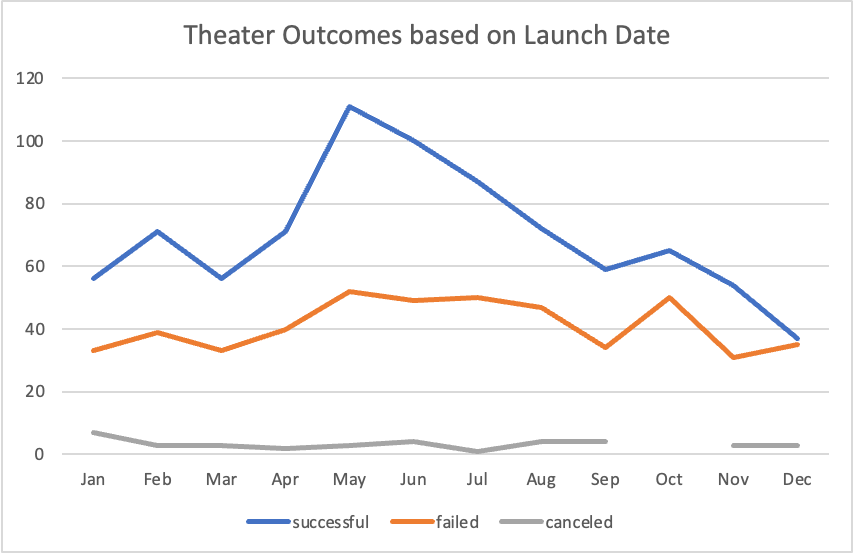 Theater Outcomes based on Launch Date
120
100
80
60
40
20
0
Jan Feb Mar Apr May Jun Jul Aug Sep Oct Nov Dec
successful failed canceled